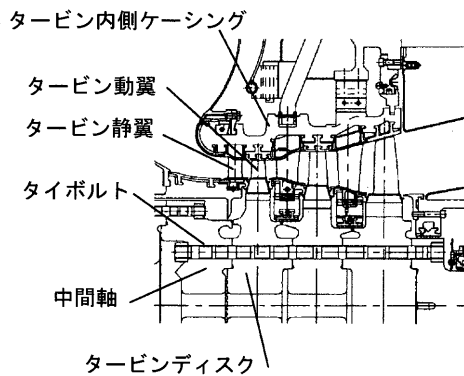 タービン内側ケーシング
タービン動翼
タービン静翼
タイボルト
中間軸
タービンディスク